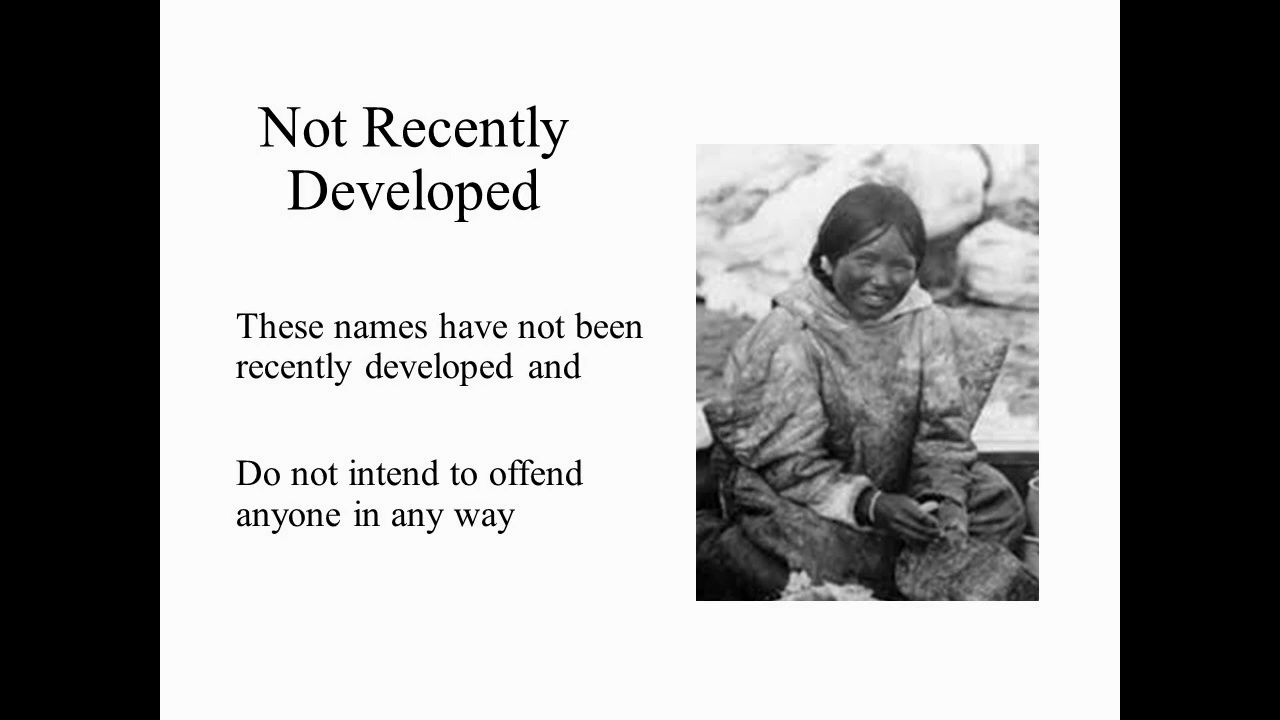 Not Recently
Developed
These names have not been
recently developed and
Do not intend to offend
anyone in any way